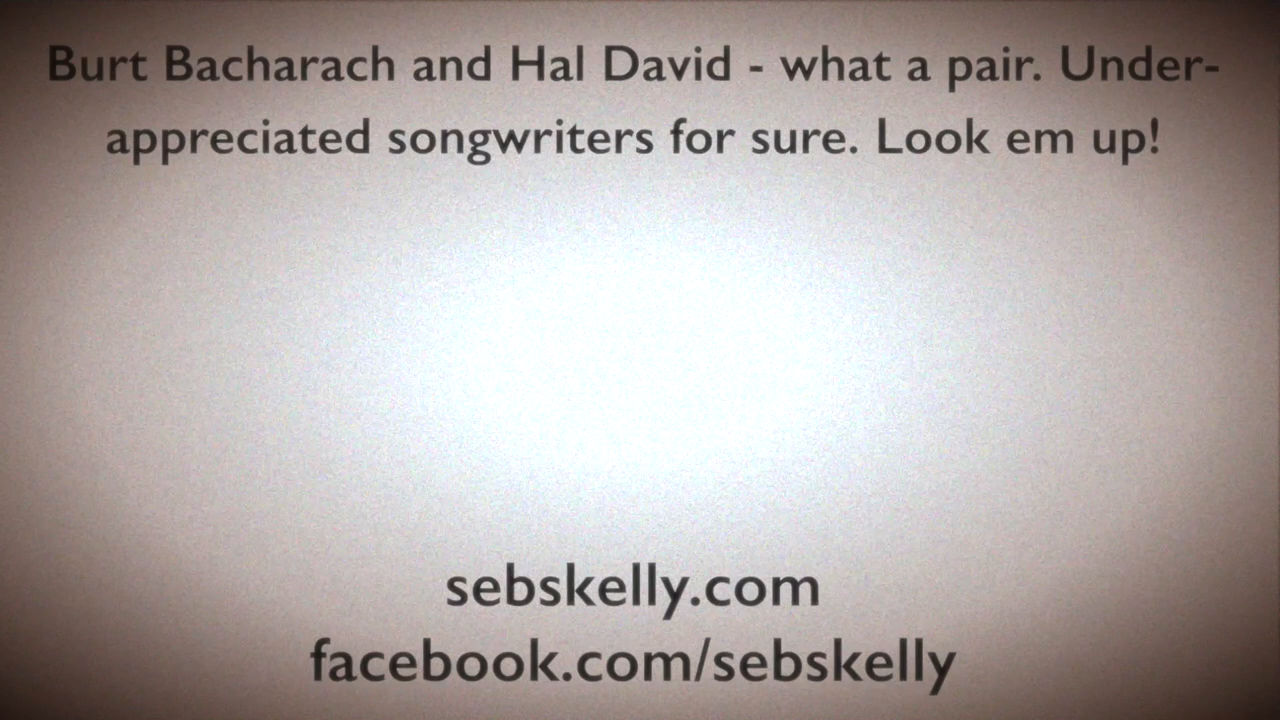 Burt Bacharach and Hal David - what a pair. Under-
appreciated songwriters for sure. Look em up!
sebskelly.com
facebook.com/sebskelly